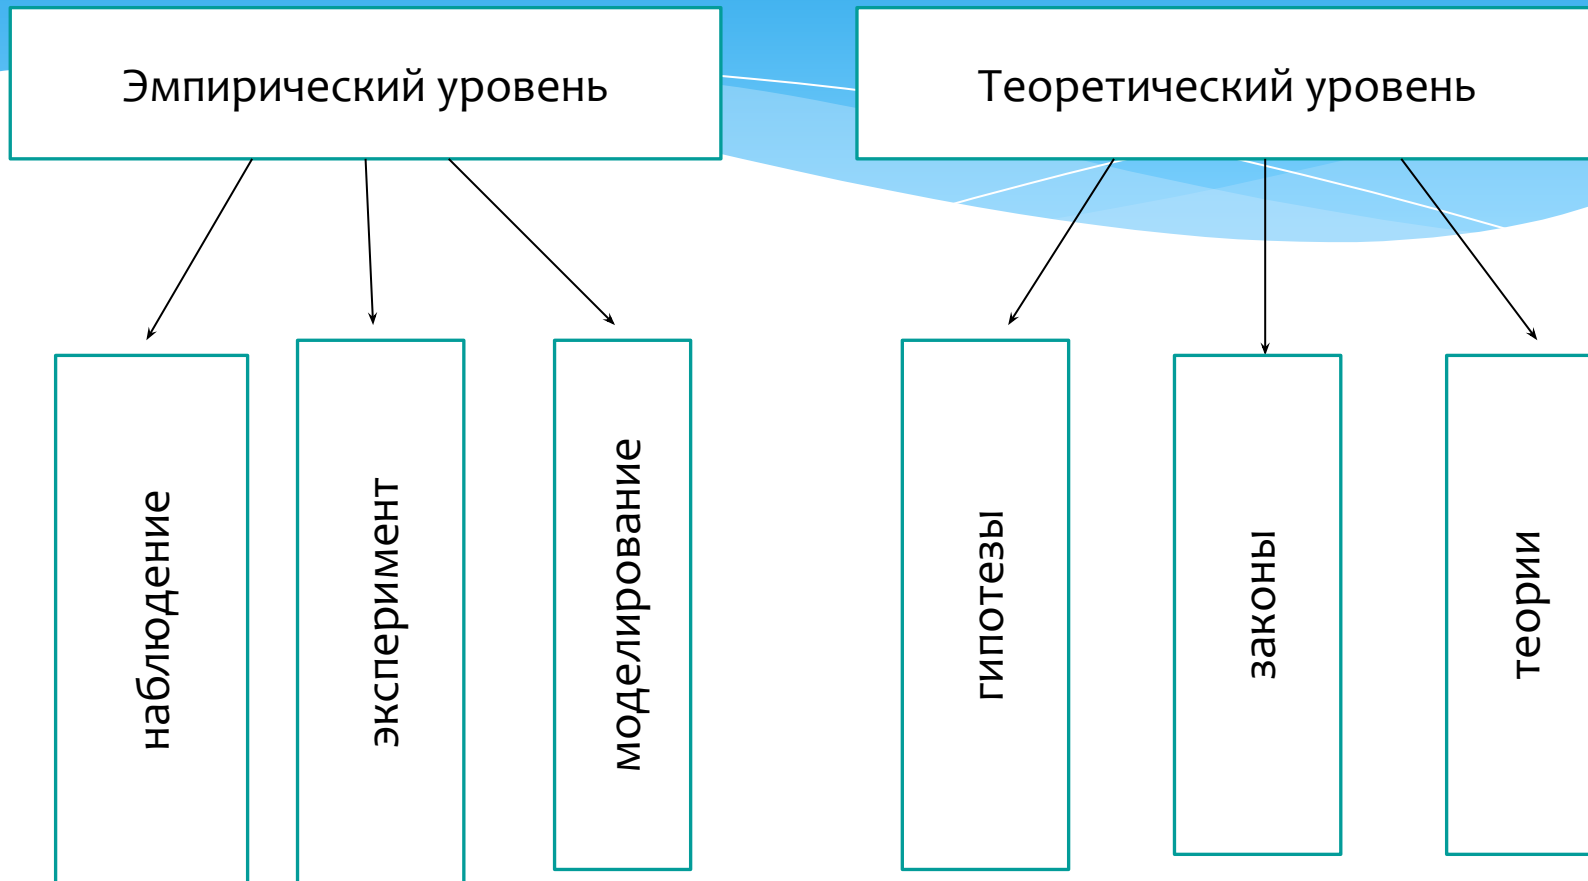 Эмпирический уровень
Теоретический уровень
наблюдение
эксперимент
моделирование
гипотезы
законы
теории